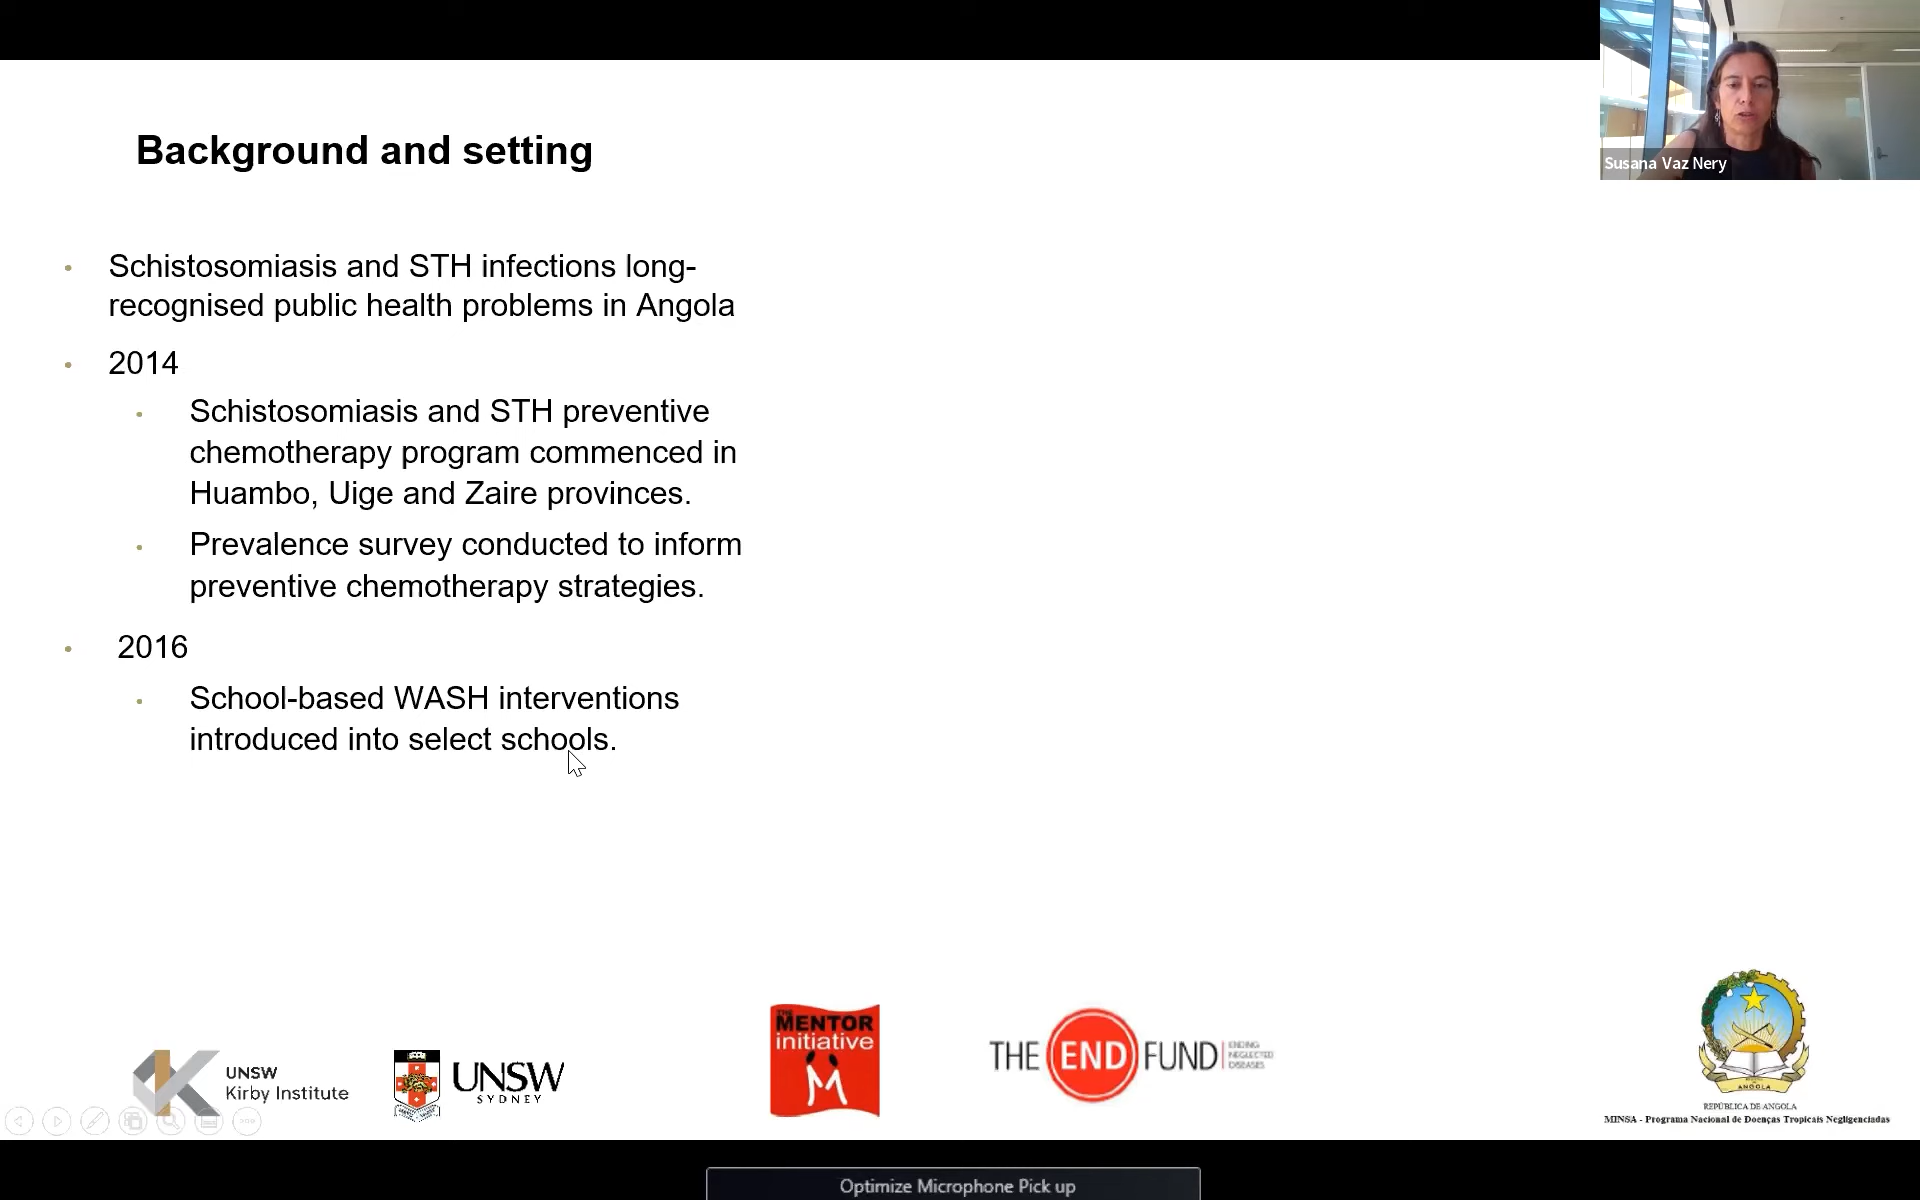 Susana Vaz Nery
Background and setting
Schistosomiasis and STH infections long-
recognised public health problems in Angola
2014
Schistosomiasis and STH preventive
chemotherapy program commenced in
Huambo, Uige and Zaire provinces.
Prevalence survey conducted to inform
preventive chemotherapy strategies.
2016
School-based WASH interventions
introduced into select schools.
UNSW
Kirby Institute
UNSW
SYDNEY
THE
MENTOR
initiative
THE END FUND
ENDING
NEGLECTED
DISEASES
ANGOLA
REPÚBLICA DE ANGOLA
MINSA - Programa Nacional de Doenças Tropicais Negligenciadas
Optimize Microphone Pick up